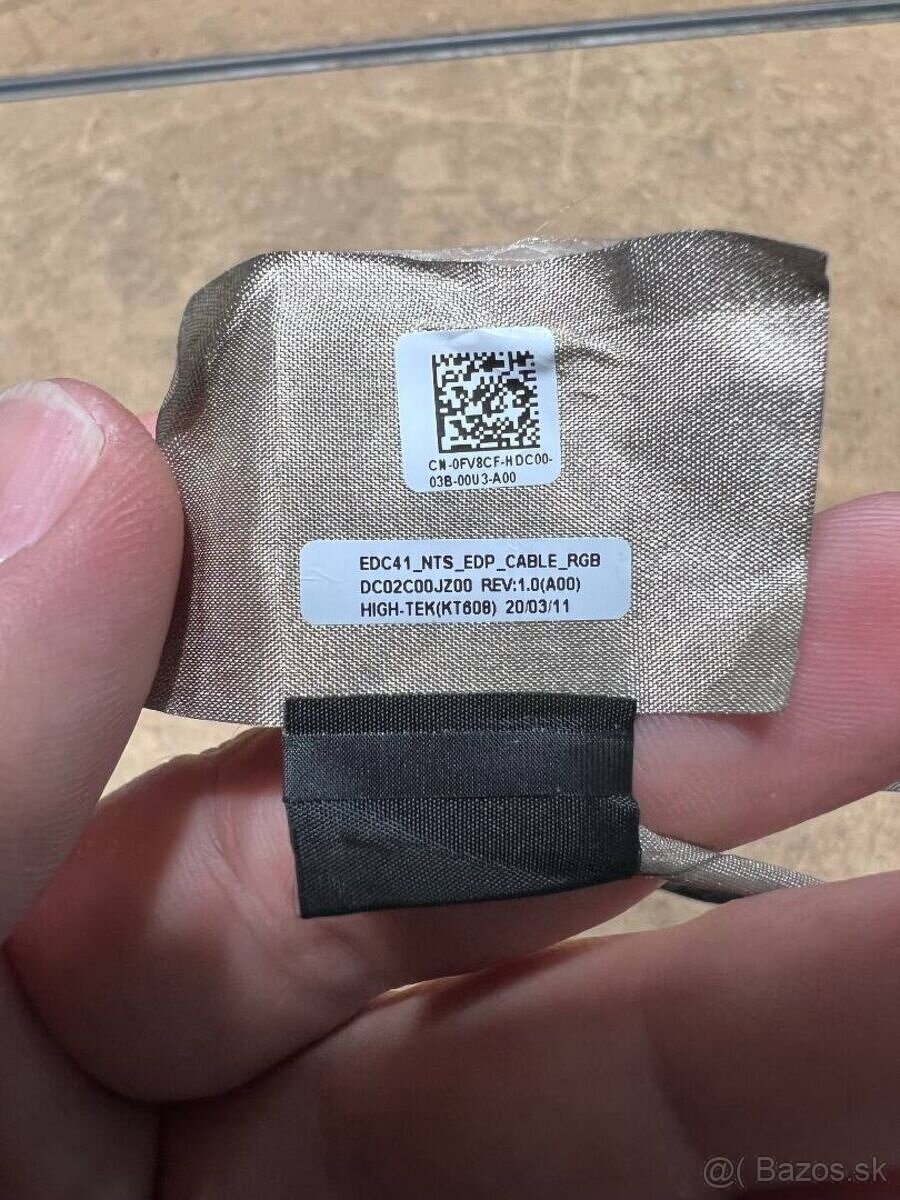 CN-0FV8CF-HDC00-
03B-00U3-A00
EDC41_NTS_EDP_CABLE_RGB
DC02C00JZ00 REV:1.0(A00)
HIGH-TEK(KT608) 20/03/11
@( Bazos.sk